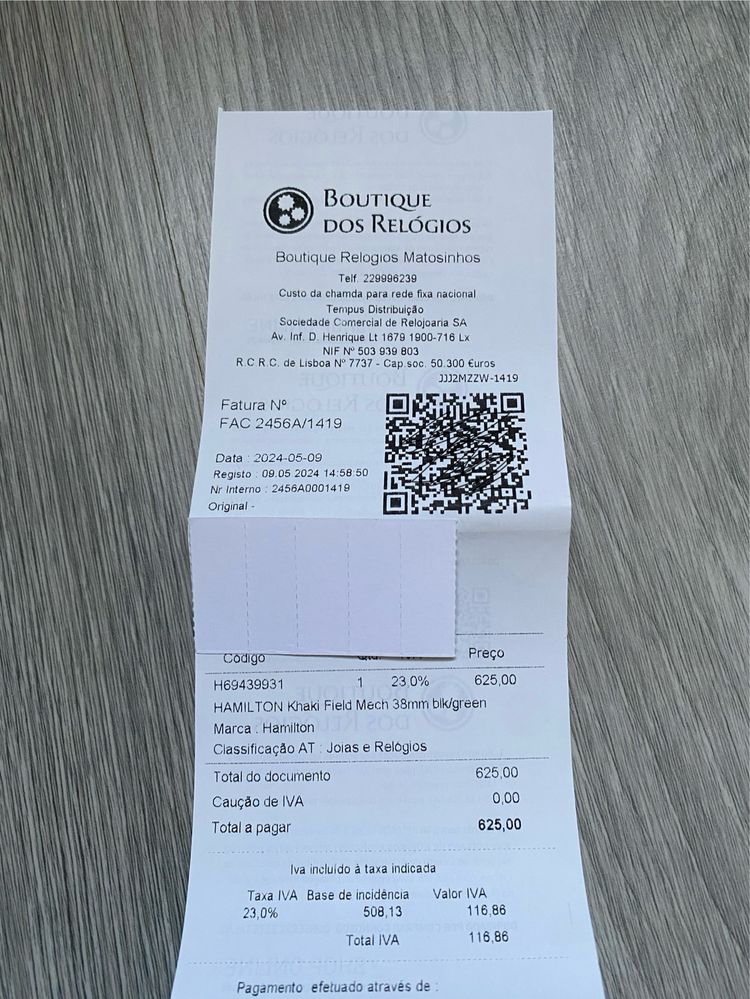 BOUTIQUE
DOS RELÓGIOS
Boutique Relogios Matosinhos
Telf. 229996239
Custo da chamda para rede fixa nacional
Tempus Distribuição
Sociedade Comercial de Relojoaria SA
Av. Inf. D. Henrique Lt 1679 1900-716 Lx
NIF Nº 503 939 803
R.C R.C. de Lisboa Nº 7737 - Cap.soc. 50.300 €uros
JJJ2MZZW-1419
Fatura Nº
FAC 2456A/1419
Data : 2024-05-09
Registo : 09.05 2024 14:58:50
Nr Interno : 2456A0001419
Original -
Código Preço
H69439931 1 23,0% 625,00
HAMILTON Khaki Field Mech 38mm blk/green
Marca : Hamilton
Classificação AT : Joias e Relógios
Total do documento 625,00
Caução de IVA 0,00
Total a pagar 625,00
Iva incluído à taxa indicada
Taxa IVA Base de incidência Valor IVA
23,0% 508,13 116,86
Total IVA 116,86
Pagamento efetuado através de :